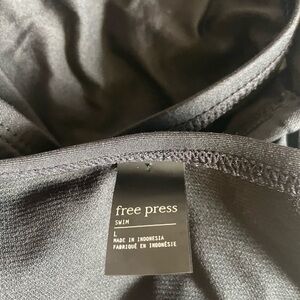 free press
SWIM
L
MADE IN INDONESIA
FABRIQUÉ EN INDONÉSIE